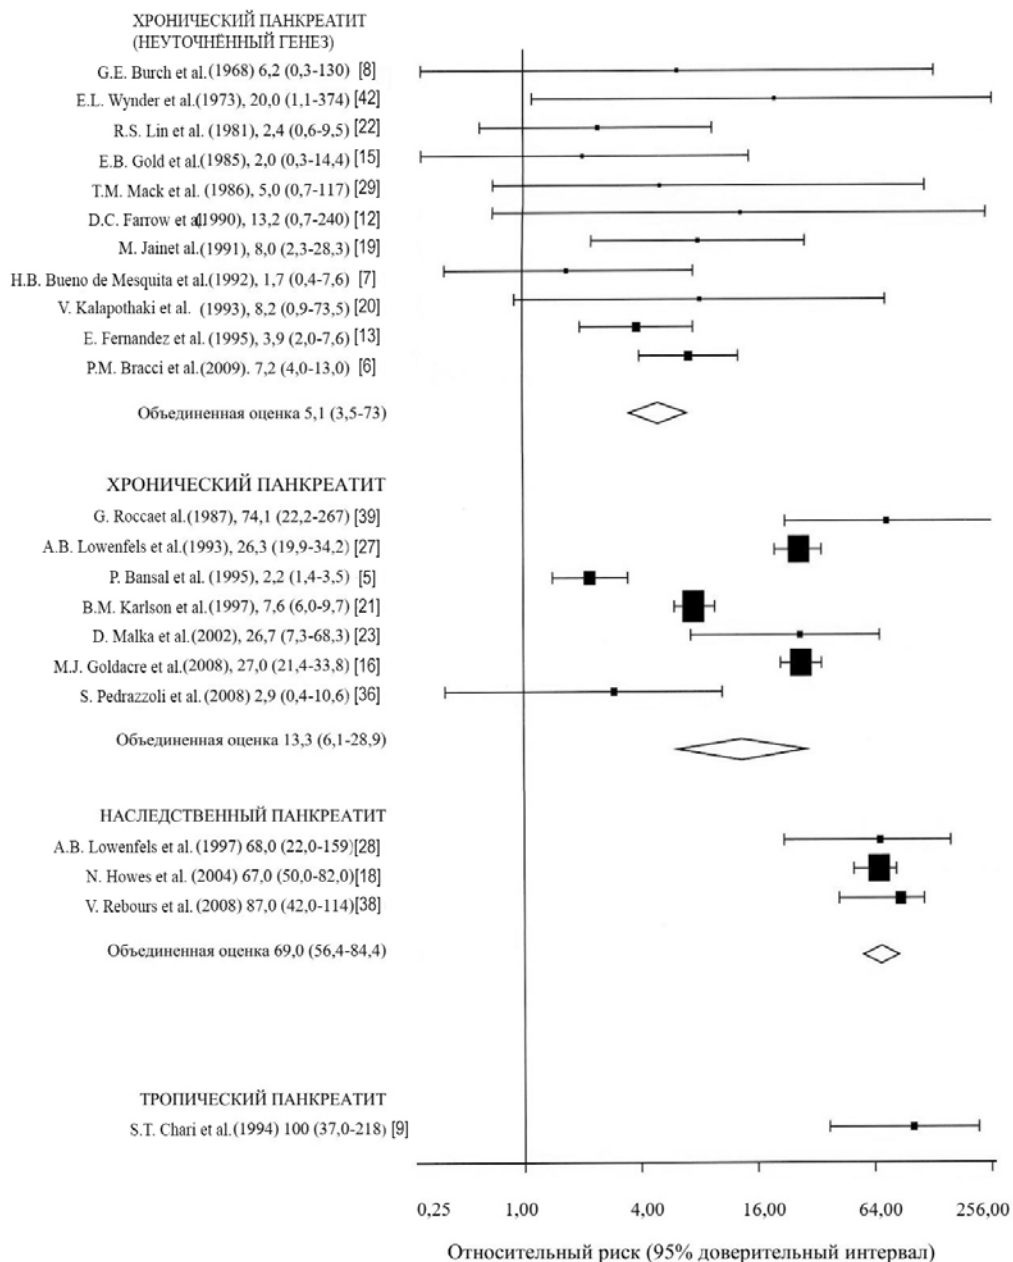 ХРОНИЧЕСКИЙ ПАНКРЕАТИТ
(НЕУТОЧНЁННЫЙ ГЕНЕЗ)
G.E. Burch et al. (1968) 6,2 (0,3-130) [8]
E.L. Wynder et al. (1973), 20,0 (1,1-374) [42]
R.S. Lin et al. (1981), 2,4 (0,6-9,5) [22]
E.B. Gold et al. (1985), 2,0 (0,3-14,4) [15]
T.M. Mack et al. (1986), 5,0 (0,7-117) [29]
D.C. Farrow et al(1990), 13,2 (0,7-240) [12]
M. Jainet (1991), 8,0 (2,3-28,3) [19]
H.B. Bueno de Mesquita et al. (1992), 1,7 (0,4-7,6) [7]
V. Kalapothaki et al. (1993), 8,2 (0,9-73,5) [20]
E. Fernandez et al. (1995), 3,9 (2,0-7,6) [13]
P.M. Bracci et al. (2009). 7,2 (4,0-13,0) [6]
Объединенная оценка 5,1 (3,5-73)
ХРОНИЧЕСКИЙ ПАНКРЕАТИТ
G. Roccaet al. (1987), 74,1 (22,2-267) [39]
A.B. Lowenfels et al. (1993), 26,3 (19,9-34,2) [27]
P. Bansal et al. (1995), 2,2 (1,4-3,5) [5]
B.M. Karlson et al. (1997), 7,6 (6,0-9,7) [21]
D. Malka et al. (2002), 26,7 (7,3-68,3) [23]
M.J. Goldacre et al. (2008), 27,0 (21,4-33,8) [16]
S. Pedrazzoli et al. (2008) 2,9 (0,4-10,6) [36]
Объединенная оценка 13,3 (6,1-28,9)
НАСЛЕДСТВЕННЫЙ ПАНКРЕАТИТ
A.B. Lowenfels et al. (1997) 68,0 (22,0-159)[28]
N. Howes et al. (2004) 67,0 (50,0-82,0)[18]
V. Rebours et al. (2008) 87,0 (42,0-114)[38]
Объединенная оценка 69,0 (56,4-84,4)
ТРОПИЧЕСКИЙ ПАНКРЕАТИТ
S.T. Chari et al. (1994) 100 (37,0-218) [9]
0,25 1,00 4,00 16,00 64,00 256,00
Относительный риск (95% доверительный интервал)